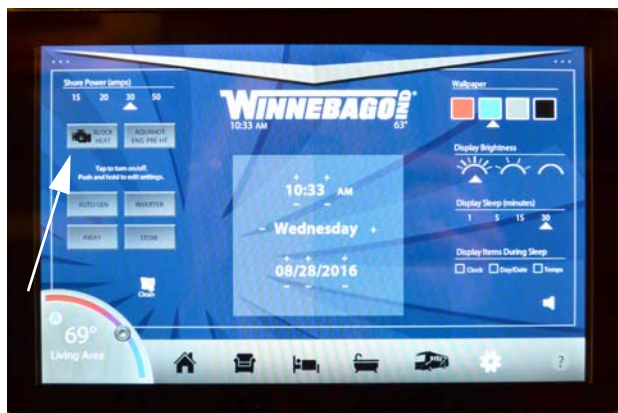 Shore Power (amps)
15 20 30 50
BLOCK HEAT
AQUAHOT ENG PRE-HT
Tap to turn on/off.
Push and hold to edit settings.
AUTO GEN
INVERTER
AWAY
STOW
Clean
69°
Living Area
WINNEBAGO IND
10:33 AM
63°
+ +
10:33 AM
– –
– Wednesday +
+ + +
08/28/2016
– – –
Wallpaper
Display Brightness
Display Sleep (minutes)
1 5 15 30
Display Items During Sleep
Clock Day/Date Temps
?